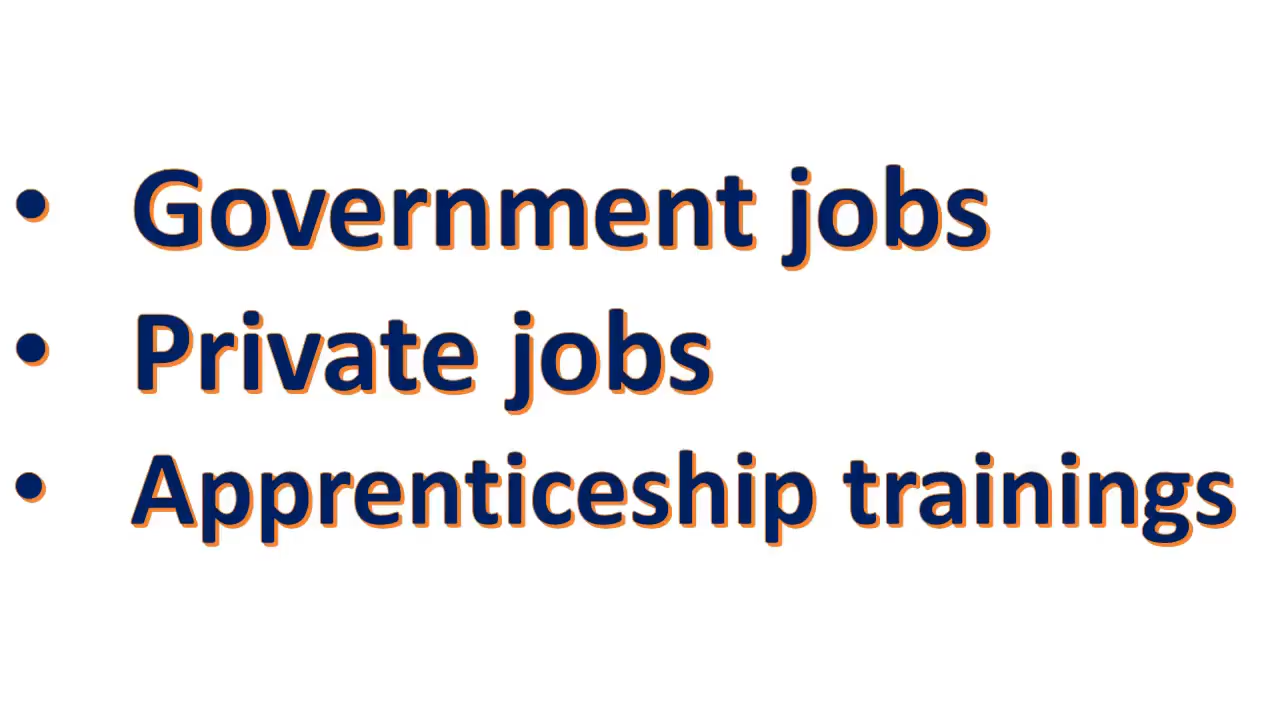 • Government jobs
• Private jobs
• Apprenticeship trainings